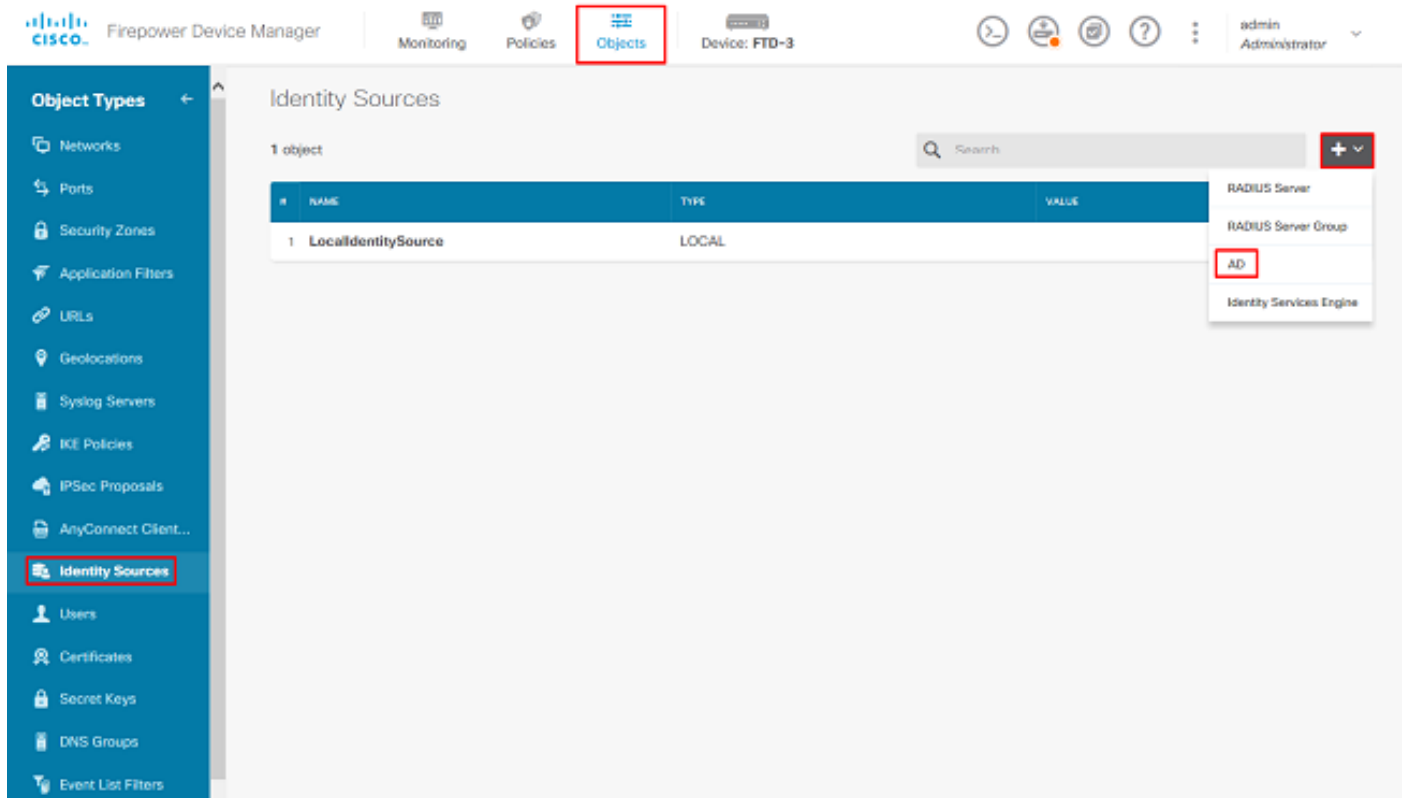 CISCO
Firepower Device Manager
Monitoring
Policies
Objects
Device: FTD-3
admin
Administrator
Object Types
Networks
Ports
Security Zones
Application Filters
URLs
Geolocations
Syslog Servers
IKE Policies
IPSec Proposals
AnyConnect Client...
Identity Sources
Users
Certificates
Secret Keys
DNS Groups
Event List Filters
Identity Sources
1 object
Search
# NAME TYPE VALUE
1 LocalIdentitySource LOCAL
RADIUS Server
RADIUS Server Group
AD
Identity Services Engine